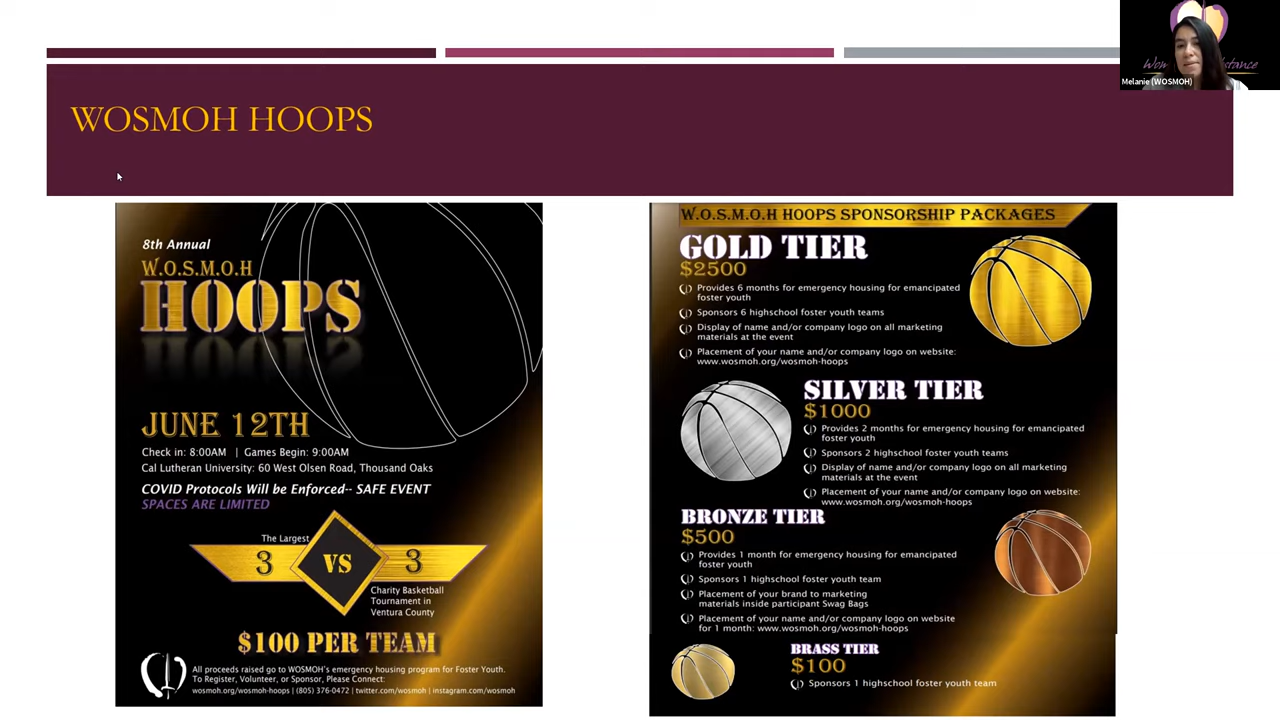 WOSMOH HOOPS
Melanie (WOSMOH)
8th Annual
W.O.S.M.O.H
HOOPS
JUNE 12TH
Check in: 8:00AM | Games Begin: 9:00AM
Cal Lutheran University: 60 West Olsen Road, Thousand Oaks
COVID Protocols Will be Enforced-- SAFE EVENT
SPACES ARE LIMITED
The Largest
3 VS 3
Charity Basketball
Tournament in
Ventura County
$100 PER TEAM
All proceeds raised go to WOSMOH's emergency housing program for Foster Youth.
To Register, Volunteer, or Sponsor, Please Connect:
wosmoh.org/wosmoh-hoops | (805) 376-0472 | twitter.com/wosmoh | instagram.com/wosmoh
W.O.S.M.O.H HOOPS SPONSORSHIP PACKAGES
GOLD TIER
$2500
Provides 6 months for emergency housing for emancipated
foster youth
Sponsors 6 highschool foster youth teams
Display of name and/or company logo on all marketing
materials at the event
Placement of your name and/or company logo on website:
www.wosmoh.org/wosmoh-hoops
SILVER TIER
$1000
Provides 2 months for emergency housing for emancipated
foster youth
Sponsors 2 highschool foster youth teams
Display of name and/or company logo on all marketing
materials at the event
Placement of your name and/or company logo on website:
www.wosmoh.org/wosmoh-hoops
BRONZE TIER
$500
Provides 1 month for emergency housing for emancipated
foster youth
Sponsors 1 highschool foster youth team
Placement of your brand to marketing
materials inside participant Swag Bags
Placement of your name and/or company logo on website
for 1 month: www.wosmoh.org/wosmoh-hoops
BRASS TIER
$100
Sponsors 1 highschool foster youth team